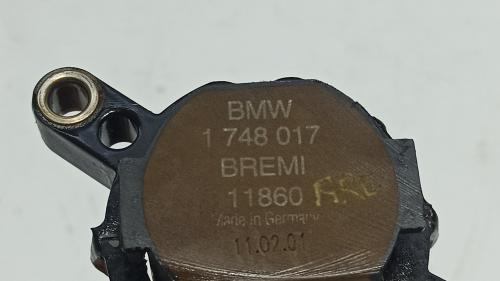 BMW
1 748 017
BREMI
11860
Made in Germany
11.02.01